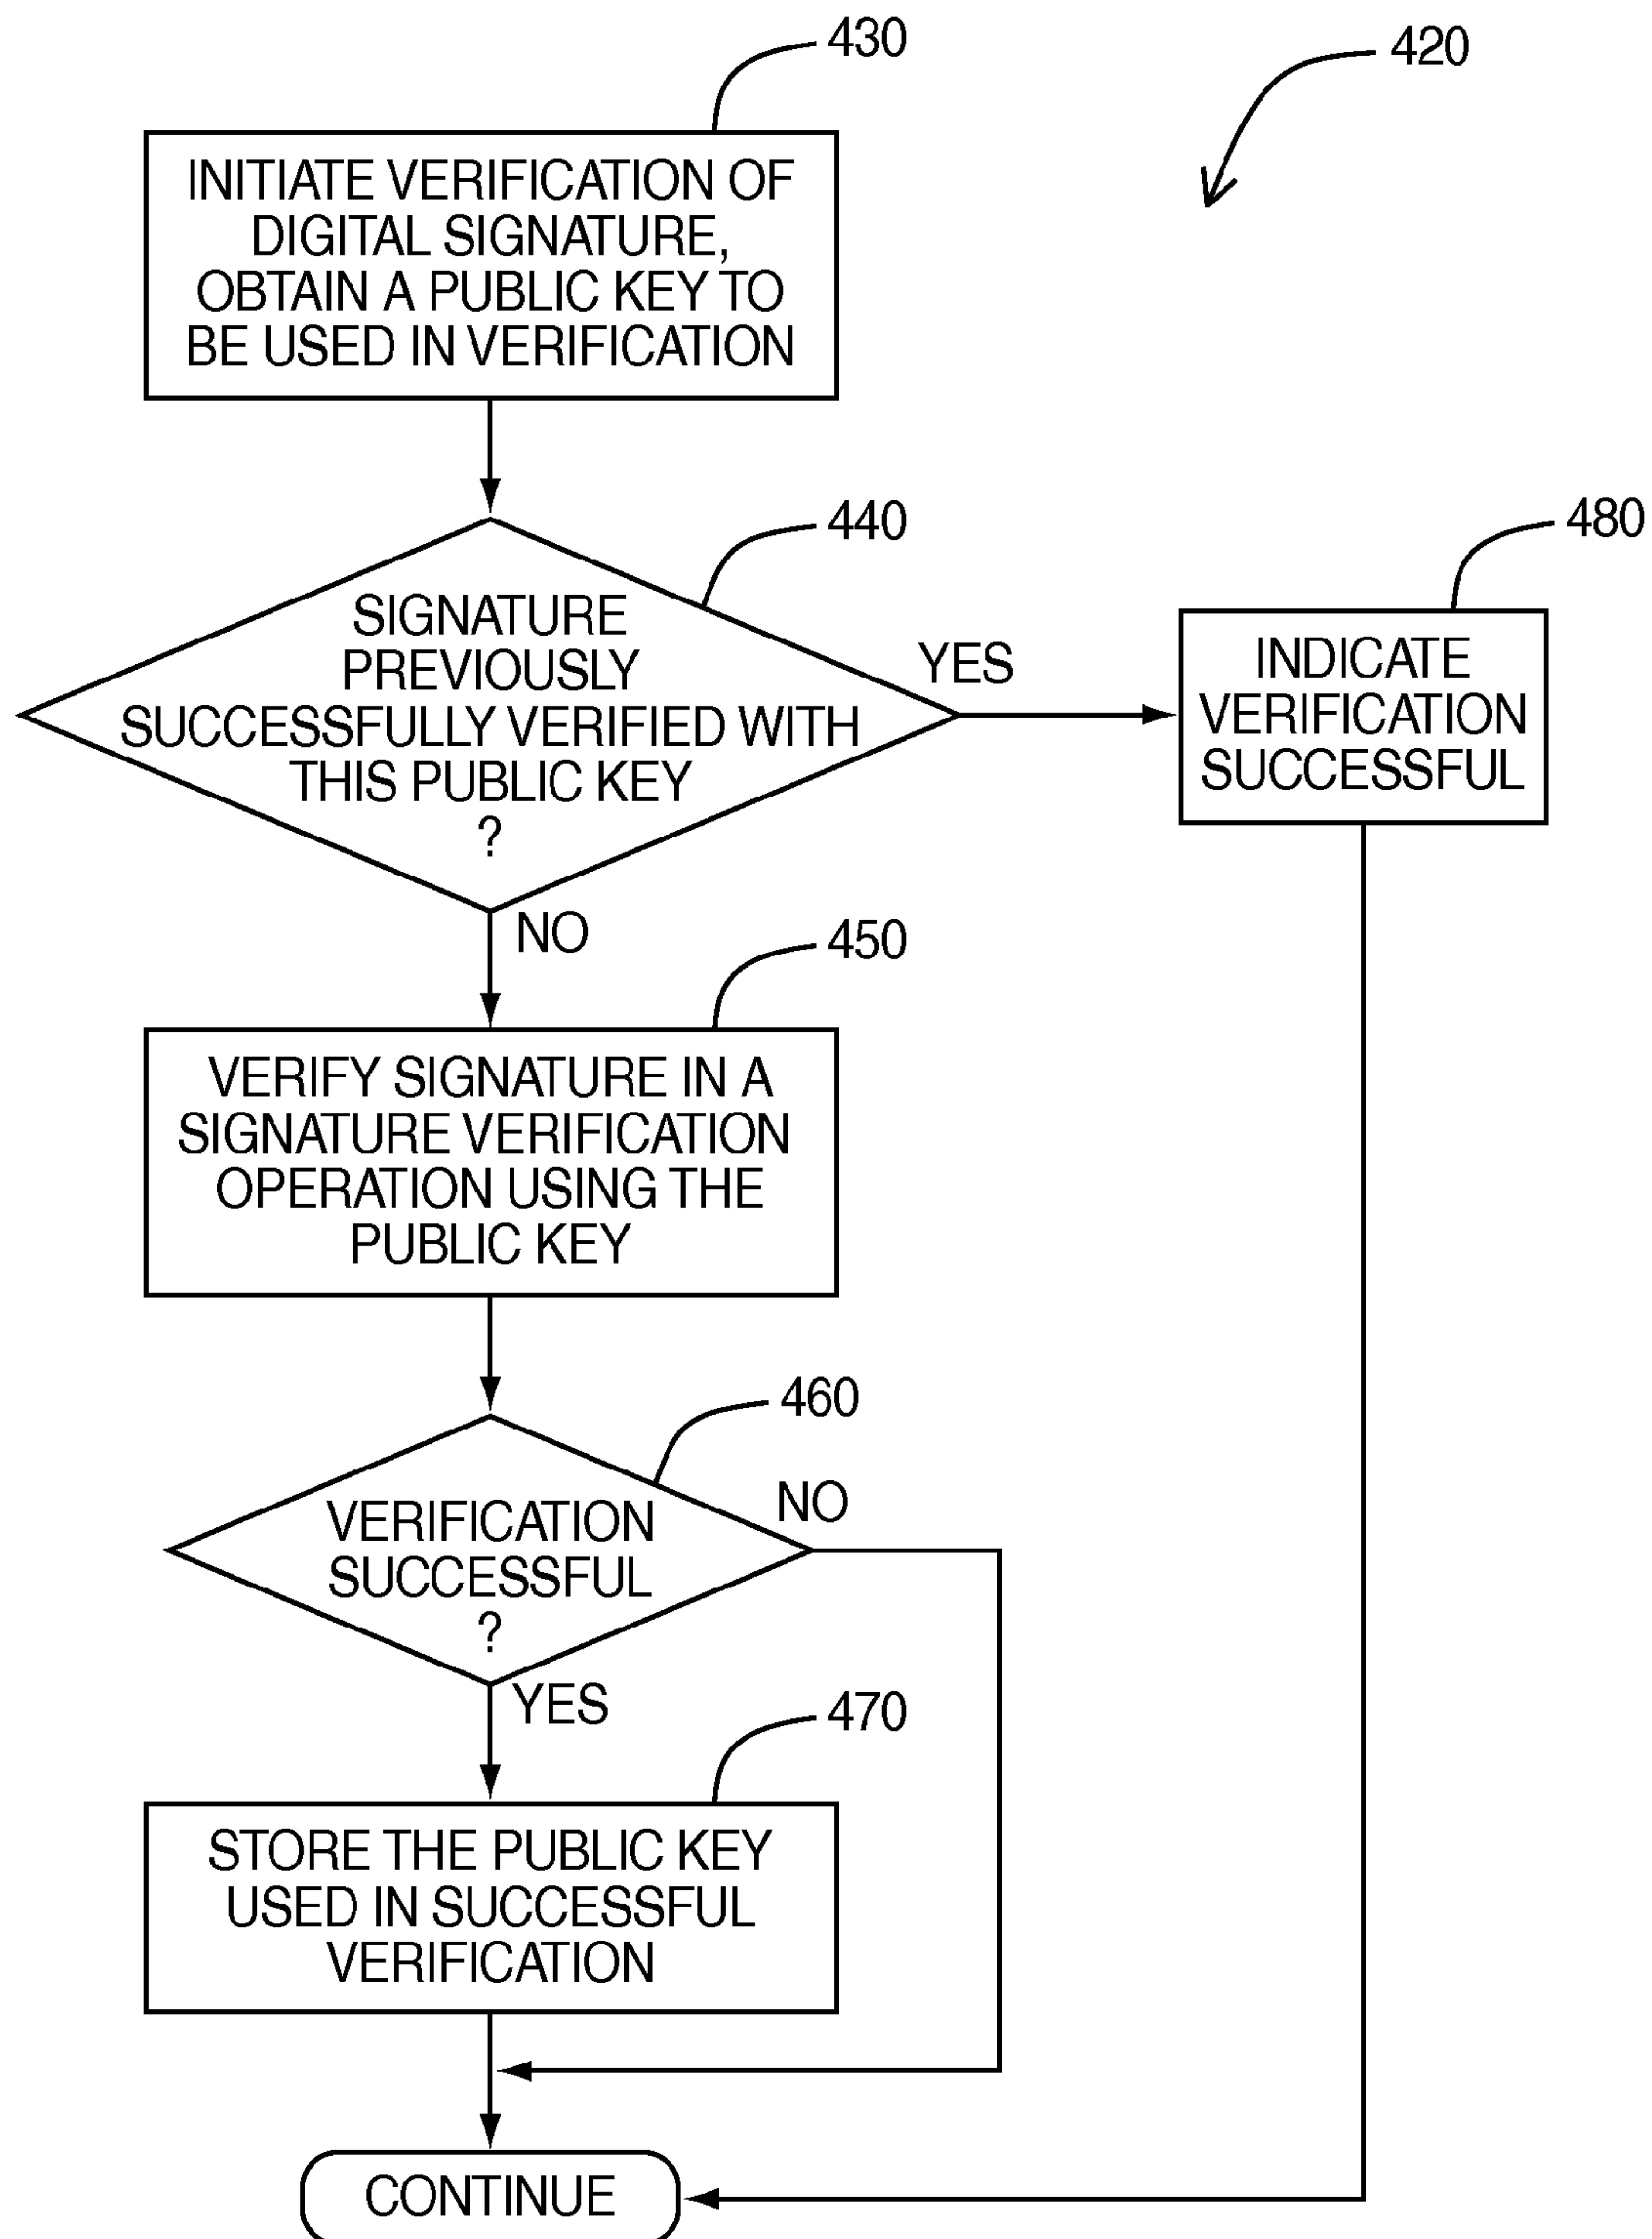 430
420
INITIATE VERIFICATION OF
DIGITAL SIGNATURE,
OBTAIN A PUBLIC KEY TO
BE USED IN VERIFICATION
440
480
SIGNATURE
PREVIOUSLY
SUCCESSFULLY VERIFIED WITH
THIS PUBLIC KEY
?
YES
INDICATE
VERIFICATION
SUCCESSFUL
NO
450
VERIFY SIGNATURE IN A
SIGNATURE VERIFICATION
OPERATION USING THE
PUBLIC KEY
460
NO
VERIFICATION
SUCCESSFUL
?
YES
470
STORE THE PUBLIC KEY
USED IN SUCCESSFUL
VERIFICATION
CONTINUE